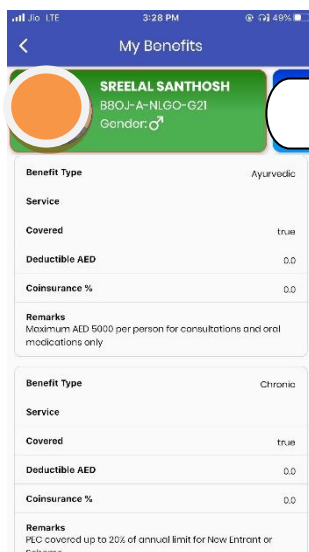 Jio LTE 3:28 PM 49%
My Benefits
SREELAL SANTHOSH
B8OJ-A-NLGO-G21
Gender:
Benefit Type Ayurvedic
Service
Covered true
Deductible AED 0.0
Coinsurance % 0.0
Remarks
Maximum AED 5000 per person for consultations and oral
medications only
Benefit Type Chronic
Service
Covered true
Deductible AED 0.0
Coinsurance % 0.0
Remarks
PEC covered up to 20% of annual limit for New Entrant or
Scheme